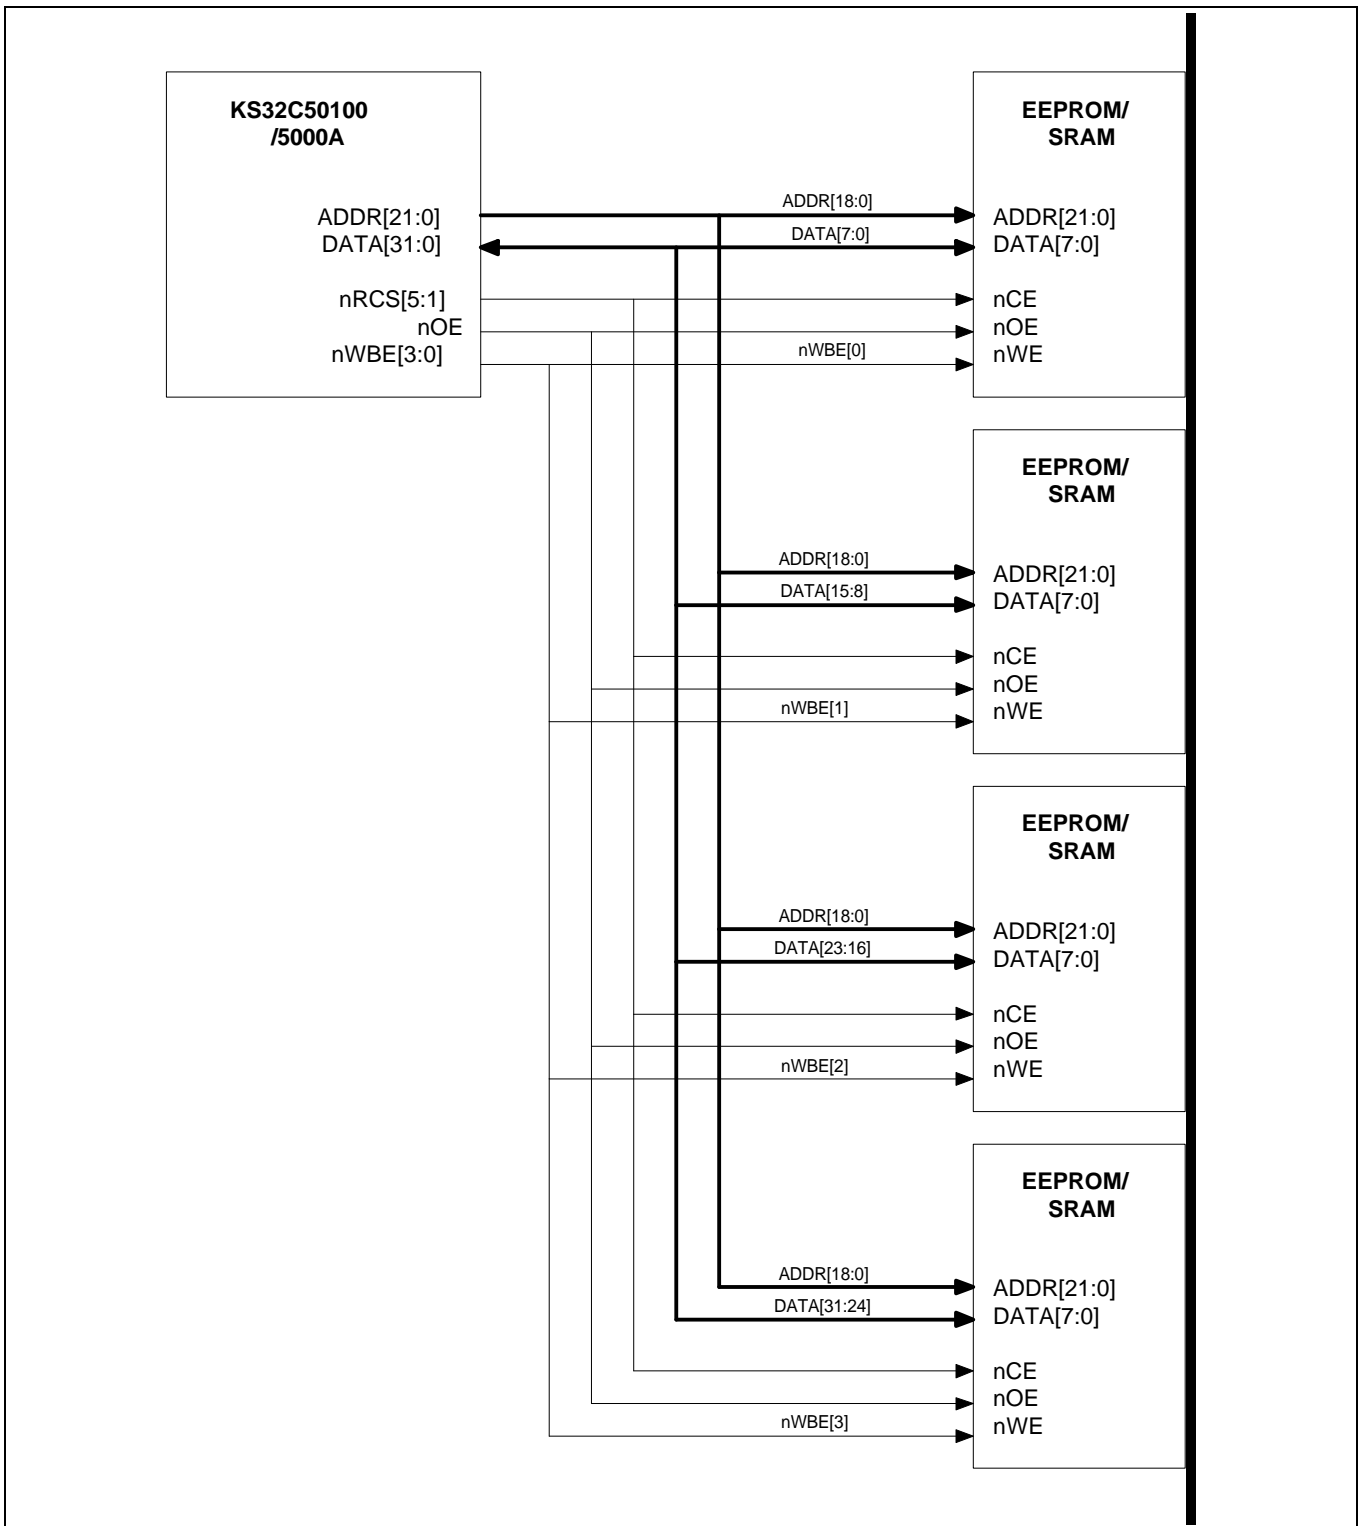 KS32C50100
/5000A
ADDR[21:0]
DATA[31:0]
nRCS[5:1]
nOE
nWBE[3:0]
ADDR[18:0]
DATA[7:0]
nWBE[0]
EEPROM/
SRAM
ADDR[21:0]
DATA[7:0]
nCE
nOE
nWE
ADDR[18:0]
DATA[15:8]
nWBE[1]
EEPROM/
SRAM
ADDR[21:0]
DATA[7:0]
nCE
nOE
nWE
ADDR[18:0]
DATA[23:16]
nWBE[2]
EEPROM/
SRAM
ADDR[21:0]
DATA[7:0]
nCE
nOE
nWE
ADDR[18:0]
DATA[31:24]
nWBE[3]
EEPROM/
SRAM
ADDR[21:0]
DATA[7:0]
nCE
nOE
nWE